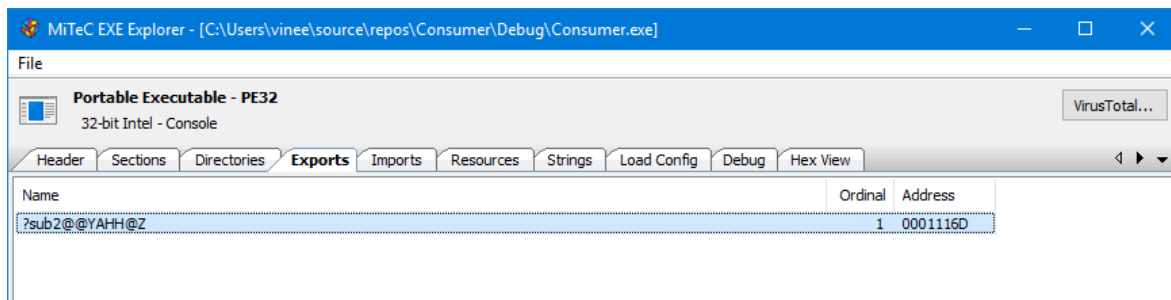 MiTeC EXE Explorer - [C:\Users\vinee\source\repos\Consumer\Debug\Consumer.exe]
File
Portable Executable - PE32
32-bit Intel - Console
VirusTotal...
Header Sections Directories Exports Imports Resources Strings Load Config Debug Hex View
Name Ordinal Address
?sub2@@YAHH@Z 1 0001116D